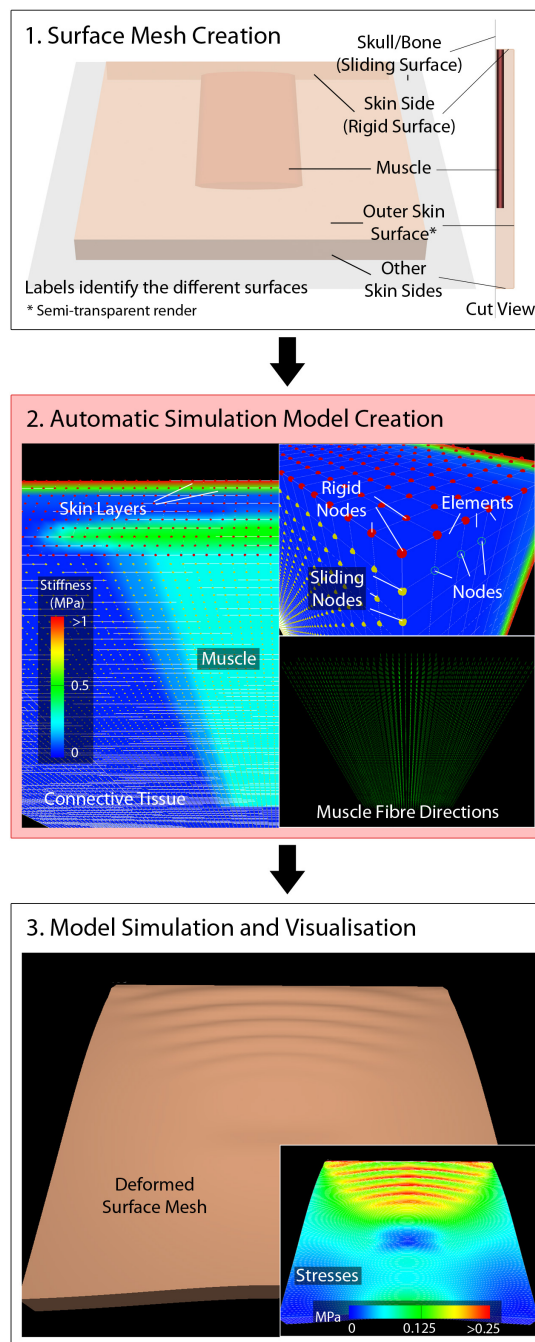 1. Surface Mesh Creation
Skull/Bone
(Sliding Surface)
Skin Side
(Rigid Surface)
Muscle
Outer Skin
Surface*
Other
Skin Sides
Labels identify the different surfaces
* Semi-transparent render
Cut View
2. Automatic Simulation Model Creation
Skin Layers
Stiffness
(MPa)
>1
0.5
0
Muscle
Connective Tissue
Rigid
Nodes
Elements
Sliding
Nodes
Nodes
Muscle Fibre Directions
3. Model Simulation and Visualisation
Deformed
Surface Mesh
Stresses
MPa
0 0.125 >0.25